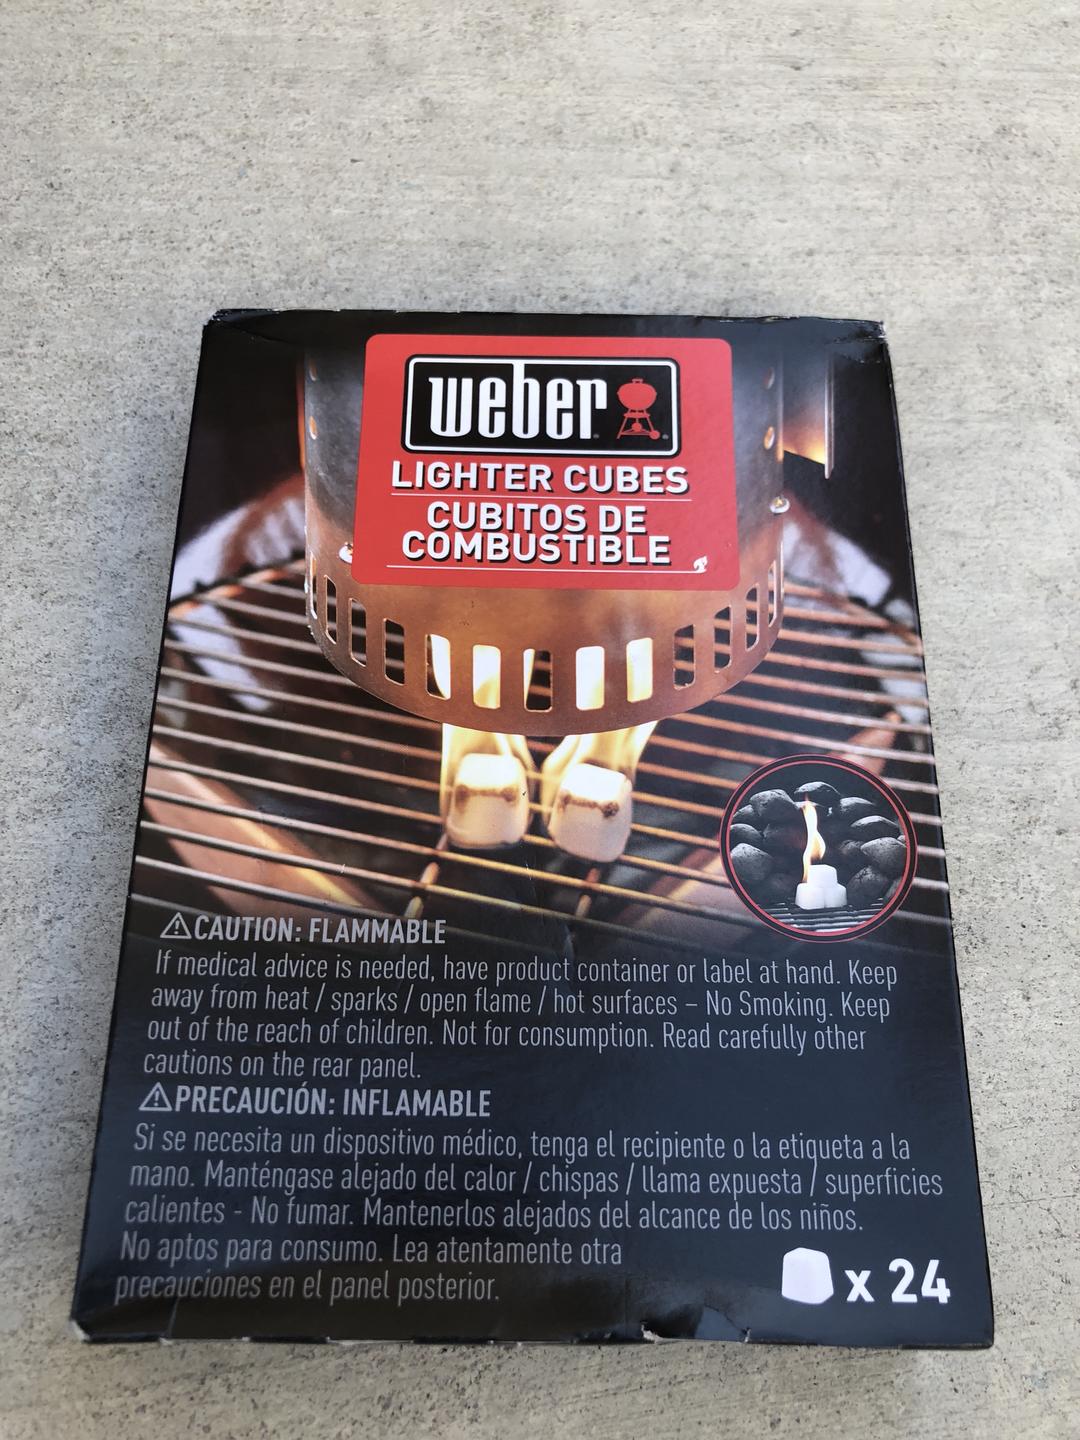 weber
LIGHTER CUBES
CUBITOS DE
COMBUSTIBLE
⚠CAUTION: FLAMMABLE
If medical advice is needed, have product container or label at hand. Keep
away from heat / sparks / open flame / hot surfaces – No Smoking. Keep
out of the reach of children. Not for consumption. Read carefully other
cautions on the rear panel.
⚠PRECAUCIÓN: INFLAMABLE
Si se necesita un dispositivo médico, tenga el recipiente o la etiqueta a la
mano. Manténgase alejado del calor / chispas / llama expuesta / superficies
calientes - No fumar. Mantenerlos alejados del alcance de los niños.
No aptos para consumo. Lea atentamente otra
precauciones en el panel posterior.
x 24